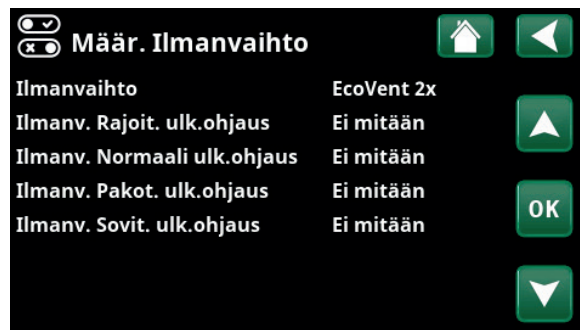 Määr. Ilmanvaihto
Ilmanvaihto EcoVent 2x
Ilmanv. Rajoit. ulk.ohjaus Ei mitään
Ilmanv. Normaali ulk.ohjaus Ei mitään
Ilmanv. Pakot. ulk.ohjaus Ei mitään
Ilmanv. Sovit. ulk.ohjaus Ei mitään
OK